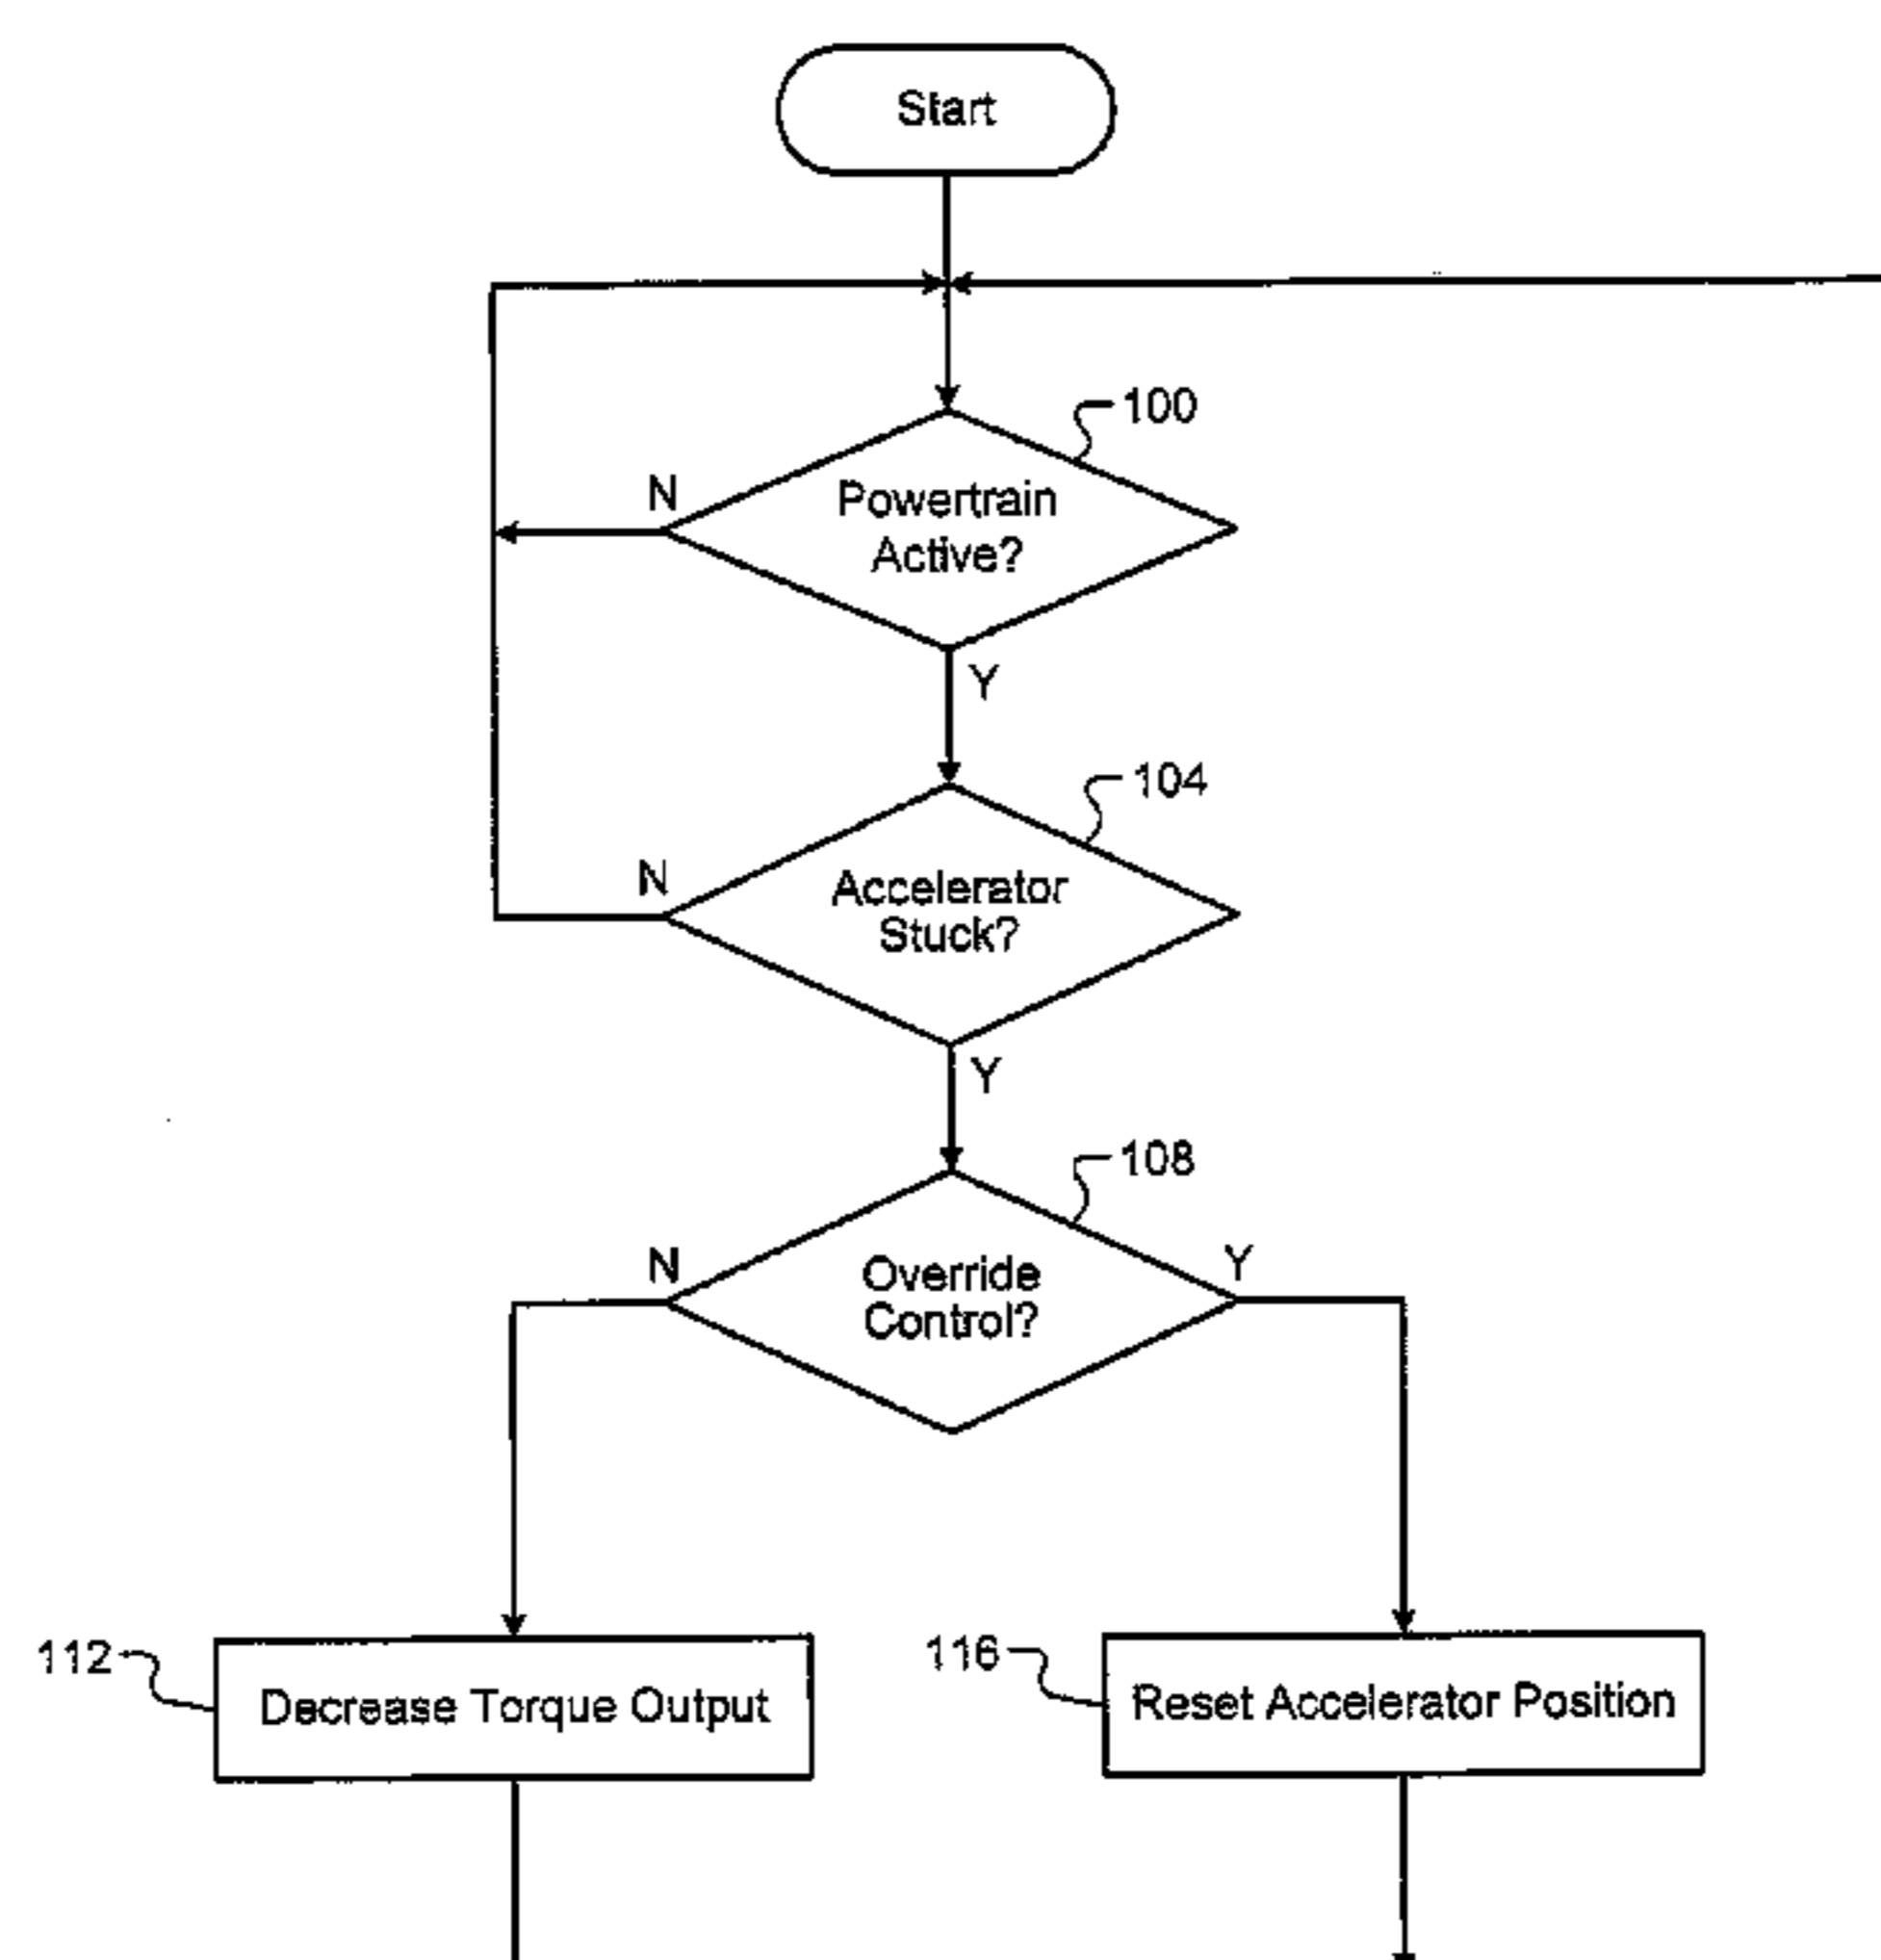 Start
100
N
Powertrain
Active?
Y
104
N
Accelerator
Stuck?
Y
108
N
Override
Control?
Y
112
Decrease Torque Output
116
Reset Accelerator Position